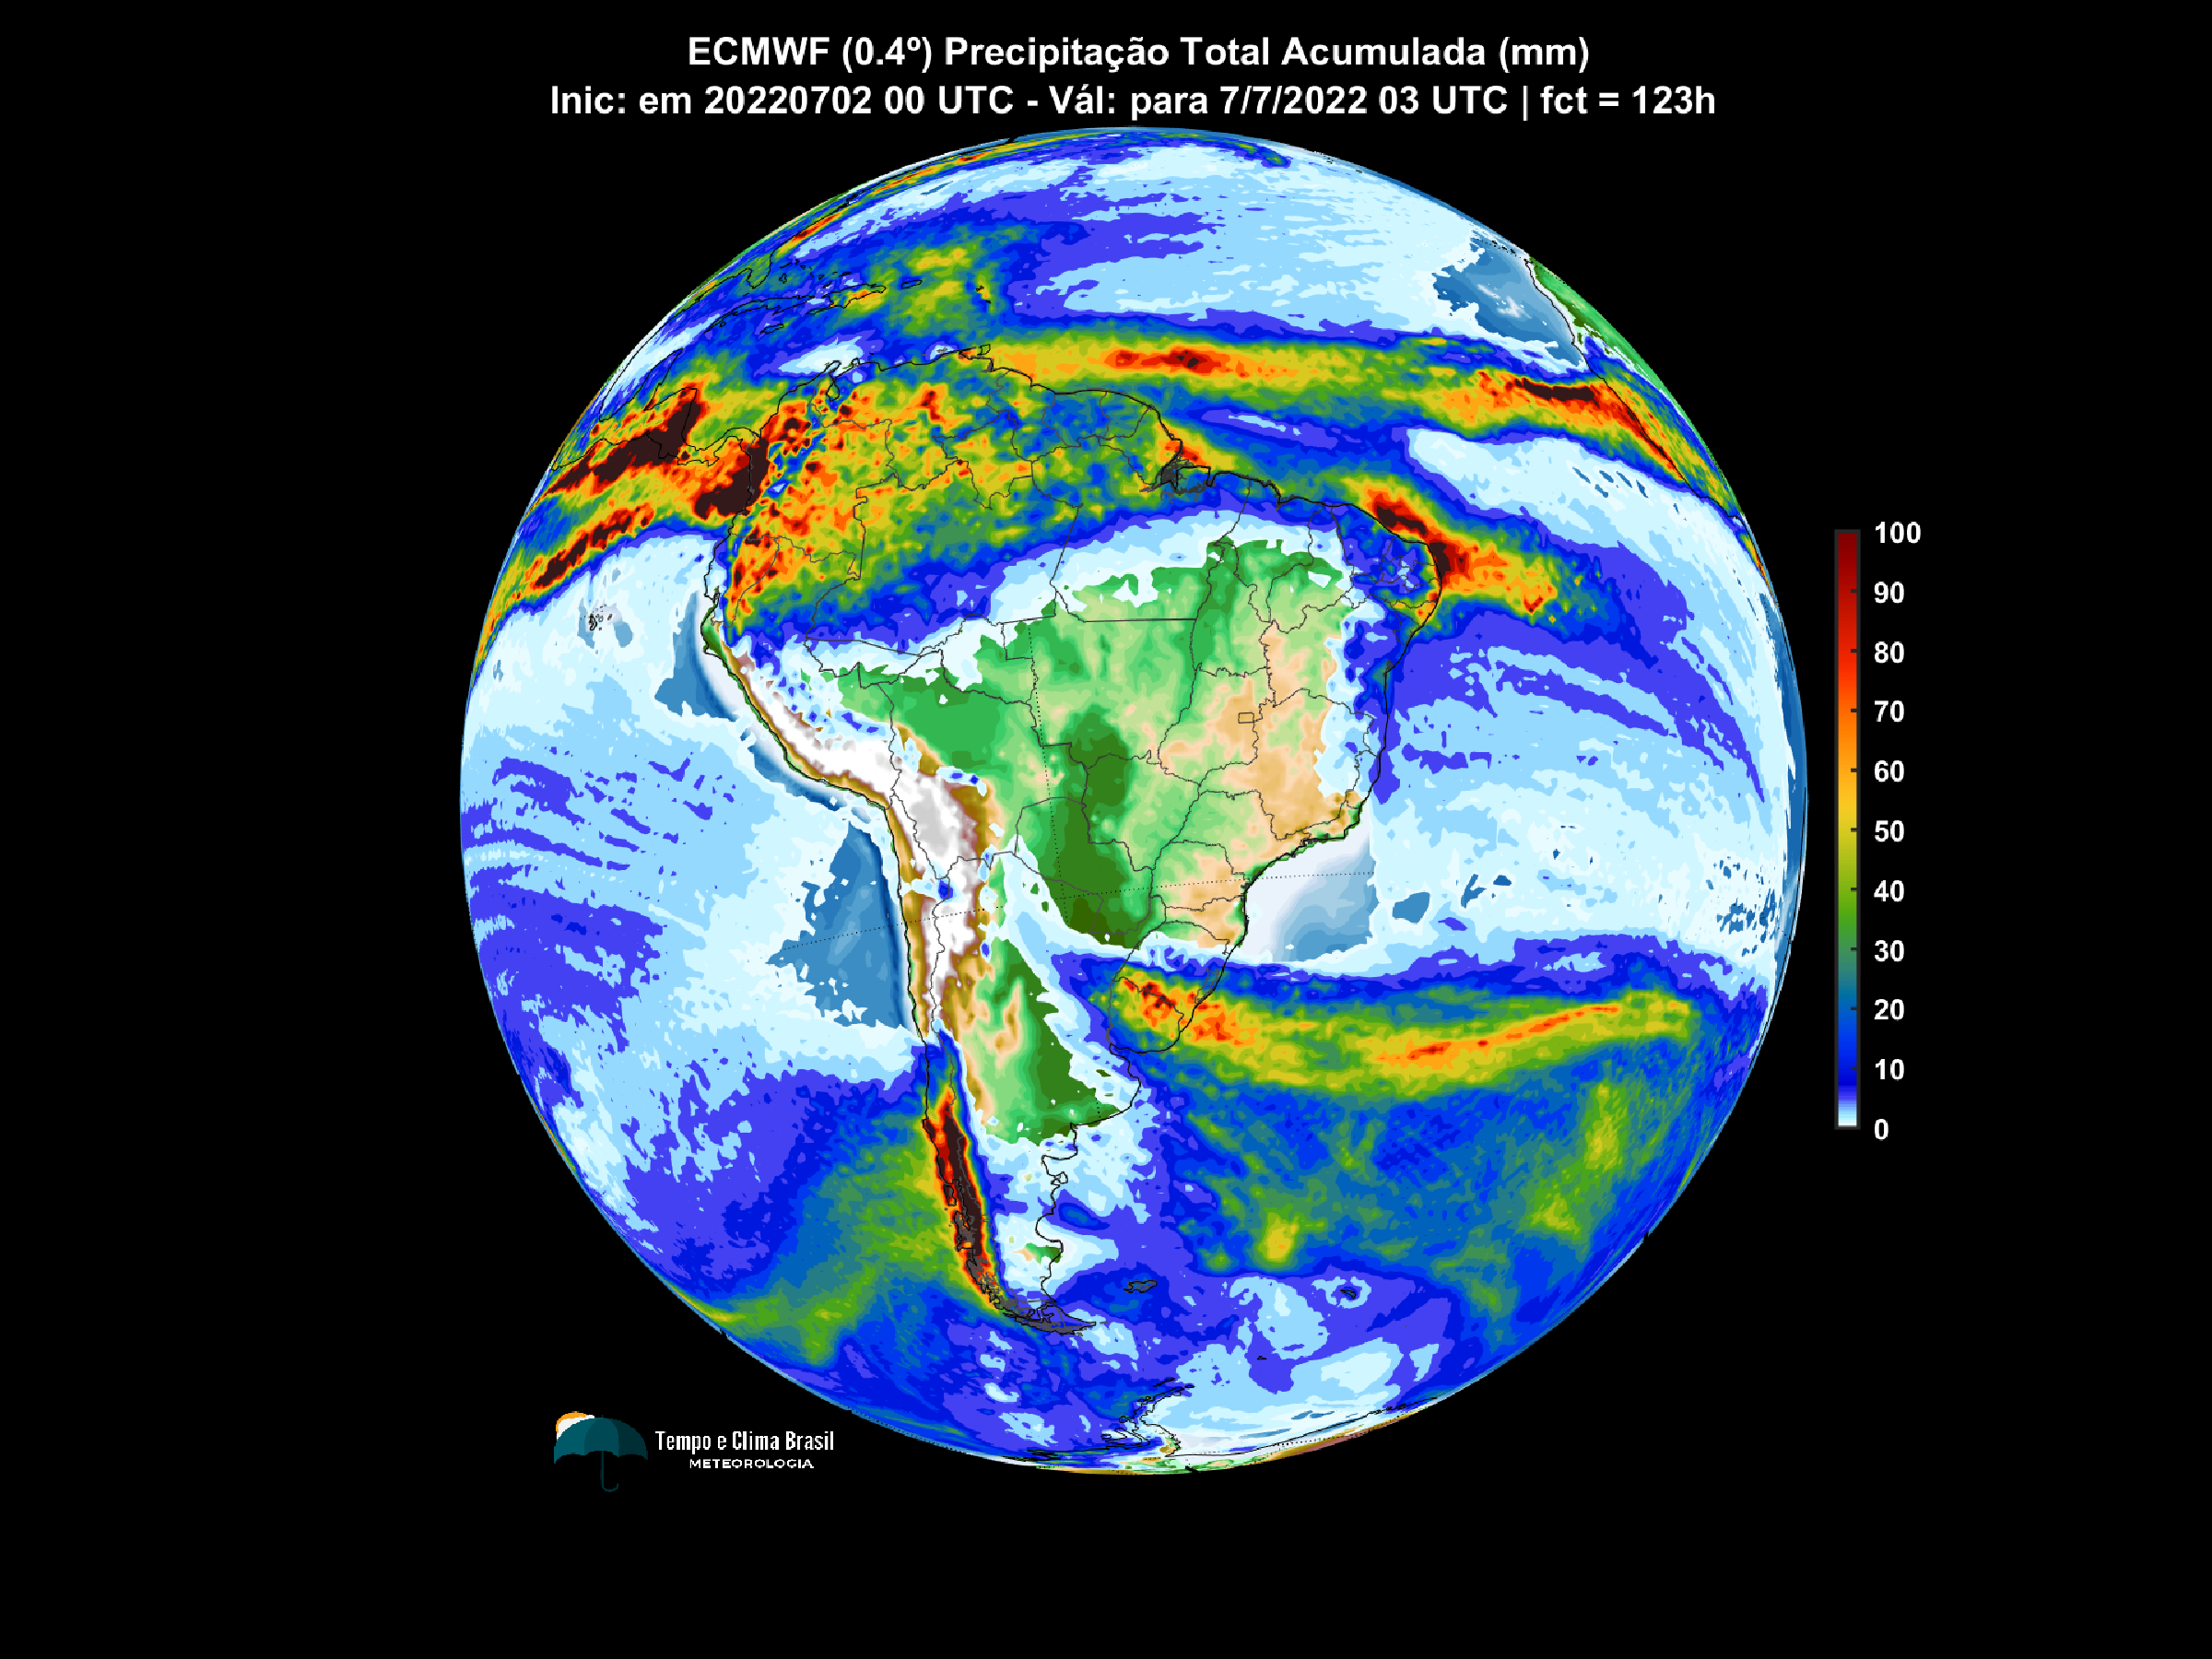 ECMWF (0.4º) Precipitação Total Acumulada (mm)
Inic: em 20220702 00 UTC - Vál: para 7/7/2022 03 UTC | fct = 123h
100
90
80
70
60
50
40
30
20
10
0
Tempo e Clima Brasil
METEOROLOGIA